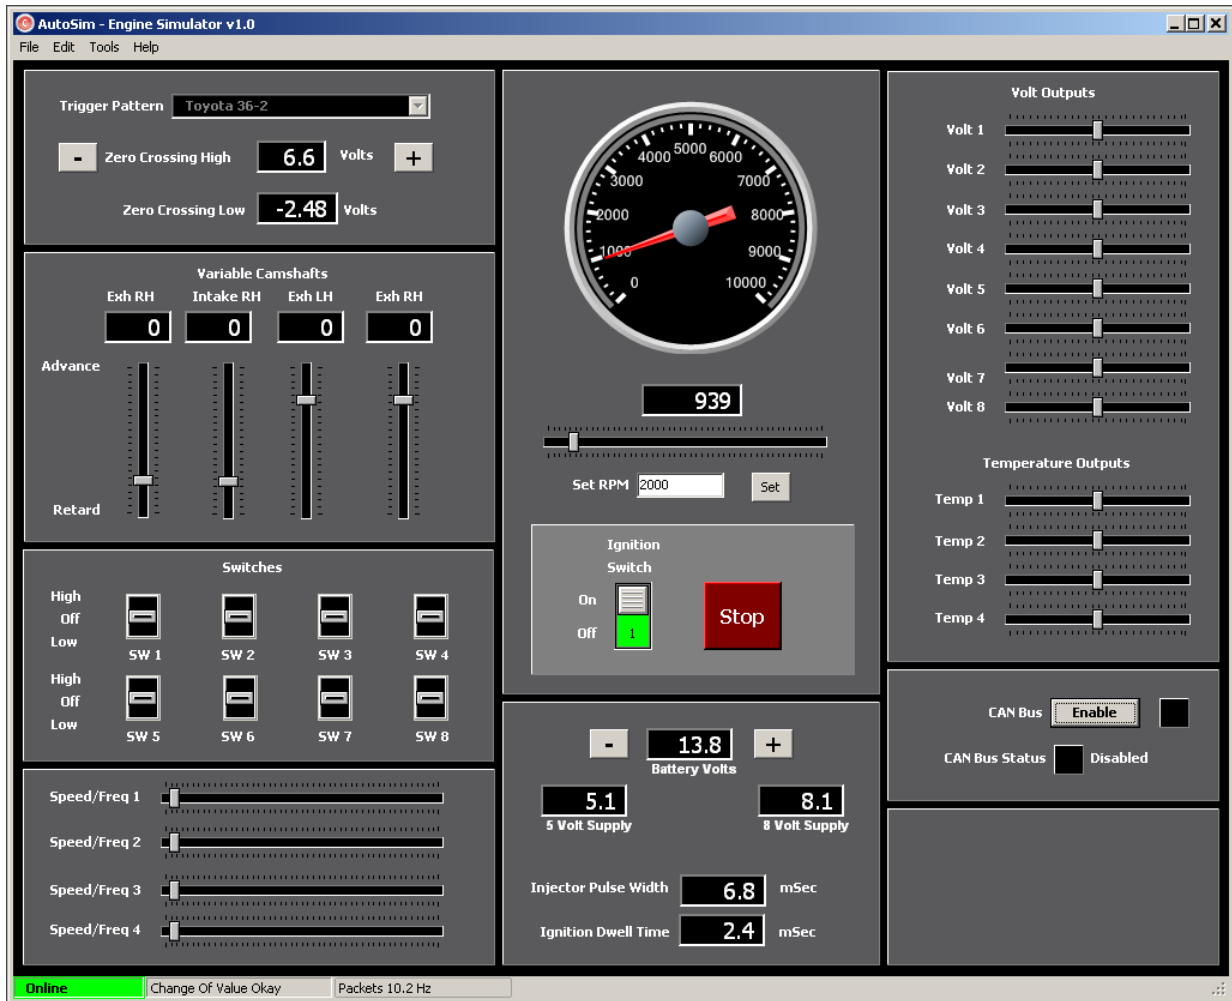 AutoSim - Engine Simulator v1.0
File Edit Tools Help
Trigger Pattern Toyota 36-2
- Zero Crossing High 6.6 Volts +
Zero Crossing Low -2.48 Volts
Variable Camshafts
Exh RH Intake RH Exh LH Exh RH
0 0 0 0
Advance
Retard
Switches
High
Off
Low
SW 1 SW 2 SW 3 SW 4
High
Off
Low
SW 5 SW 6 SW 7 SW 8
Speed/Freq 1
Speed/Freq 2
Speed/Freq 3
Speed/Freq 4
0
1000
2000
3000
4000
5000
6000
7000
8000
9000
10000
939
Set RPM 2000 Set
Ignition
Switch
On
Off 1
Stop
- 13.8 +
Battery Volts
5.1 8.1
5 Volt Supply 8 Volt Supply
Injector Pulse Width 6.8 mSec
Ignition Dwell Time 2.4 mSec
Volt Outputs
Volt 1
Volt 2
Volt 3
Volt 4
Volt 5
Volt 6
Volt 7
Volt 8
Temperature Outputs
Temp 1
Temp 2
Temp 3
Temp 4
CAN Bus Enable
CAN Bus Status Disabled
Online Change Of Value Okay Packets 10.2 Hz